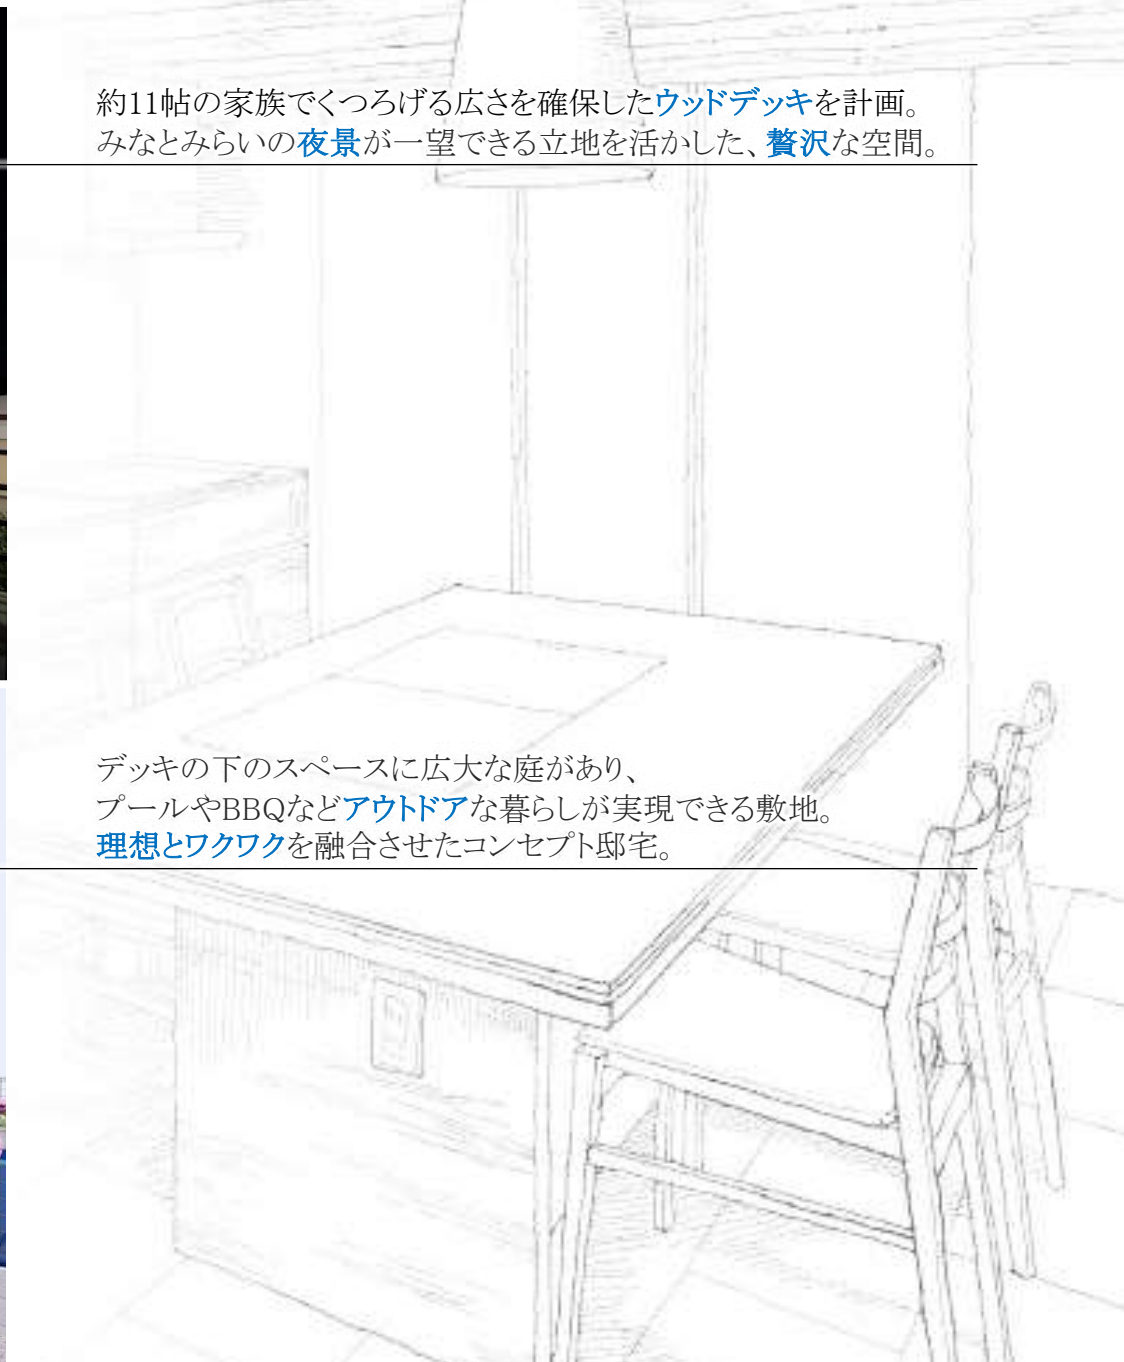 約11帖の家族でくつろげる広さを確保したウッドデッキを計画。
みなとみらいの夜景が一望できる立地を活かした、贅沢な空間。
デッキの下のスペースに広大な庭があり、
プールやBBQなどアウトドアな暮らしが実現できる敷地。
理想とワクワクを融合させたコンセプト邸宅。